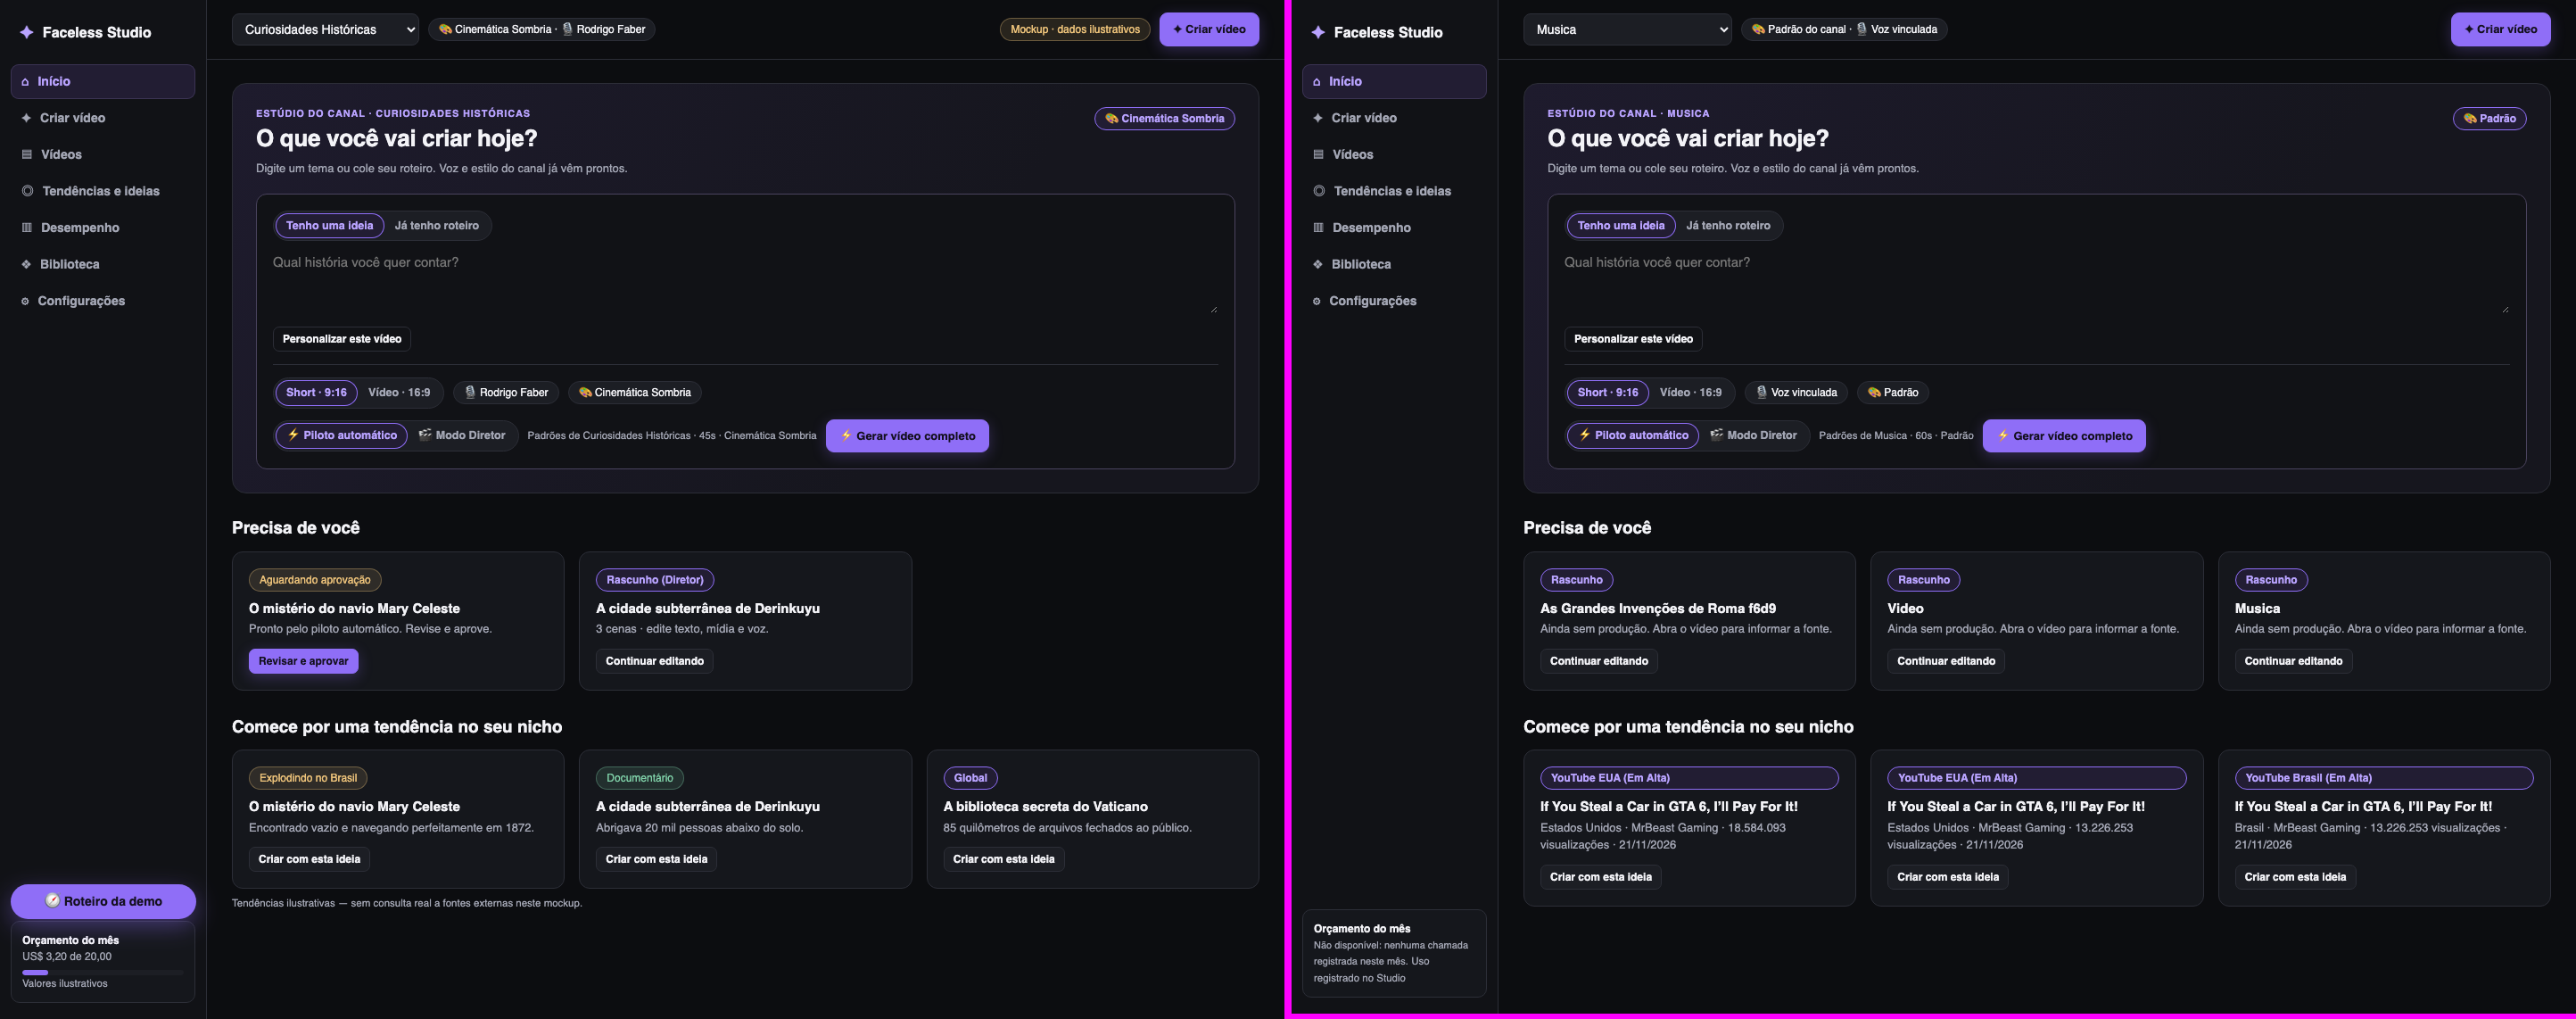 Faceless Studio
Início
Criar vídeo
Vídeos
Tendências e ideias
Desempenho
Biblioteca
Configurações
Roteiro da demo
Orçamento do mês
US$ 3,20 de 20,00
Valores ilustrativos
Curiosidades Históricas
Cinemática Sombria · Rodrigo Faber
Mockup · dados ilustrativos
Criar vídeo
ESTÚDIO DO CANAL · CURIOSIDADES HISTÓRICAS
Cinemática Sombria
O que você vai criar hoje?
Digite um tema ou cole seu roteiro. Voz e estilo do canal já vêm prontos.
Tenho uma ideia
Já tenho roteiro
Qual história você quer contar?
Personalizar este vídeo
Short · 9:16
Vídeo · 16:9
Rodrigo Faber
Cinemática Sombria
Piloto automático
Modo Diretor
Padrões de Curiosidades Históricas · 45s · Cinemática Sombria
Gerar vídeo completo
Precisa de você
Aguardando aprovação
O mistério do navio Mary Celeste
Pronto pelo piloto automático. Revise e aprove.
Revisar e aprovar
Rascunho (Diretor)
A cidade subterrânea de Derinkuyu
3 cenas · edite texto, mídia e voz.
Continuar editando
Comece por uma tendência no seu nicho
Explodindo no Brasil
O mistério do navio Mary Celeste
Encontrado vazio e navegando perfeitamente em 1872.
Criar com esta ideia
Documentário
A cidade subterrânea de Derinkuyu
Abrigava 20 mil pessoas abaixo do solo.
Criar com esta ideia
Global
A biblioteca secreta do Vaticano
85 quilômetros de arquivos fechados ao público.
Criar com esta ideia
Tendências ilustrativas — sem consulta real a fontes externas neste mockup.
Faceless Studio
Início
Criar vídeo
Vídeos
Tendências e ideias
Desempenho
Biblioteca
Configurações
Orçamento do mês
Não disponível: nenhuma chamada
registrada neste mês. Uso
registrado no Studio
Musica
Padrão do canal · Voz vinculada
Criar vídeo
ESTÚDIO DO CANAL · MUSICA
Padrão
O que você vai criar hoje?
Digite um tema ou cole seu roteiro. Voz e estilo do canal já vêm prontos.
Tenho uma ideia
Já tenho roteiro
Qual história você quer contar?
Personalizar este vídeo
Short · 9:16
Vídeo · 16:9
Voz vinculada
Padrão
Piloto automático
Modo Diretor
Padrões de Musica · 60s · Padrão
Gerar vídeo completo
Precisa de você
Rascunho
As Grandes Invenções de Roma f6d9
Ainda sem produção. Abra o vídeo para informar a fonte.
Continuar editando
Rascunho
Video
Ainda sem produção. Abra o vídeo para informar a fonte.
Continuar editando
Rascunho
Musica
Ainda sem produção. Abra o vídeo para informar a fonte.
Continuar editando
Comece por uma tendência no seu nicho
YouTube EUA (Em Alta)
If You Steal a Car in GTA 6, I'll Pay For It!
Estados Unidos · MrBeast Gaming · 18.584.093
visualizações · 21/11/2026
Criar com esta ideia
YouTube EUA (Em Alta)
If You Steal a Car in GTA 6, I'll Pay For It!
Estados Unidos · MrBeast Gaming · 13.226.253
visualizações · 21/11/2026
Criar com esta ideia
YouTube Brasil (Em Alta)
If You Steal a Car in GTA 6, I'll Pay For It!
Brasil · MrBeast Gaming · 13.226.253 visualizações ·
21/11/2026
Criar com esta ideia